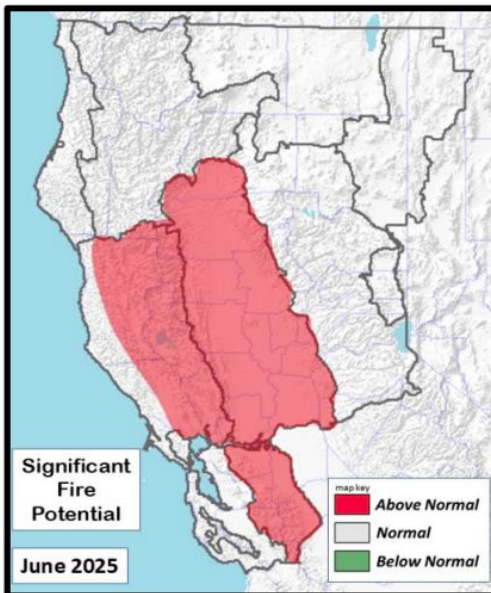 Significant
Fire
Potential
June 2025
map key
Above Normal
Normal
Below Normal